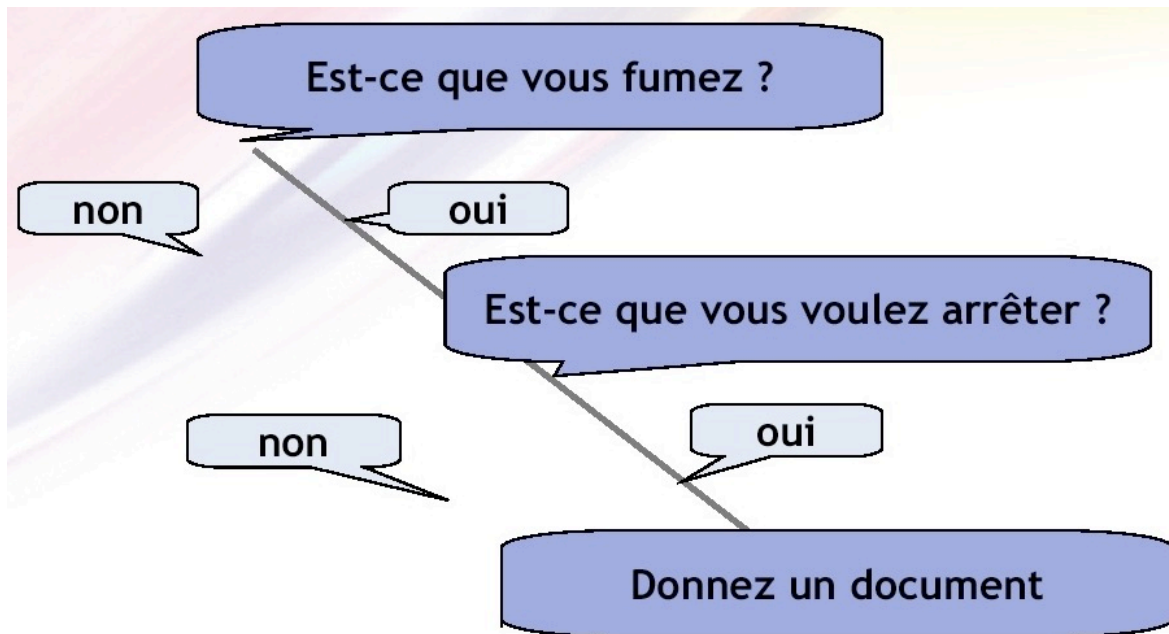 Est-ce que vous fumez ?
non
oui
Est-ce que vous voulez arrêter ?
non
oui
Donnez un document